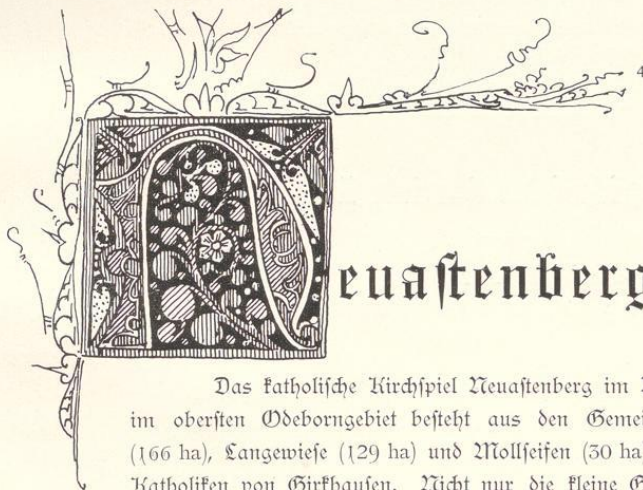 Neuaſtenberg
Das katholiſche Kirchſpiel Neuaſtenberg im
im oberſten Odeborngebiet beſteht aus den Gemei
(166 ha), Langewieſe (129 ha) und Mollſeifen (30 ha
Katholiken von Girkhauſen. Nicht nur die kleine G